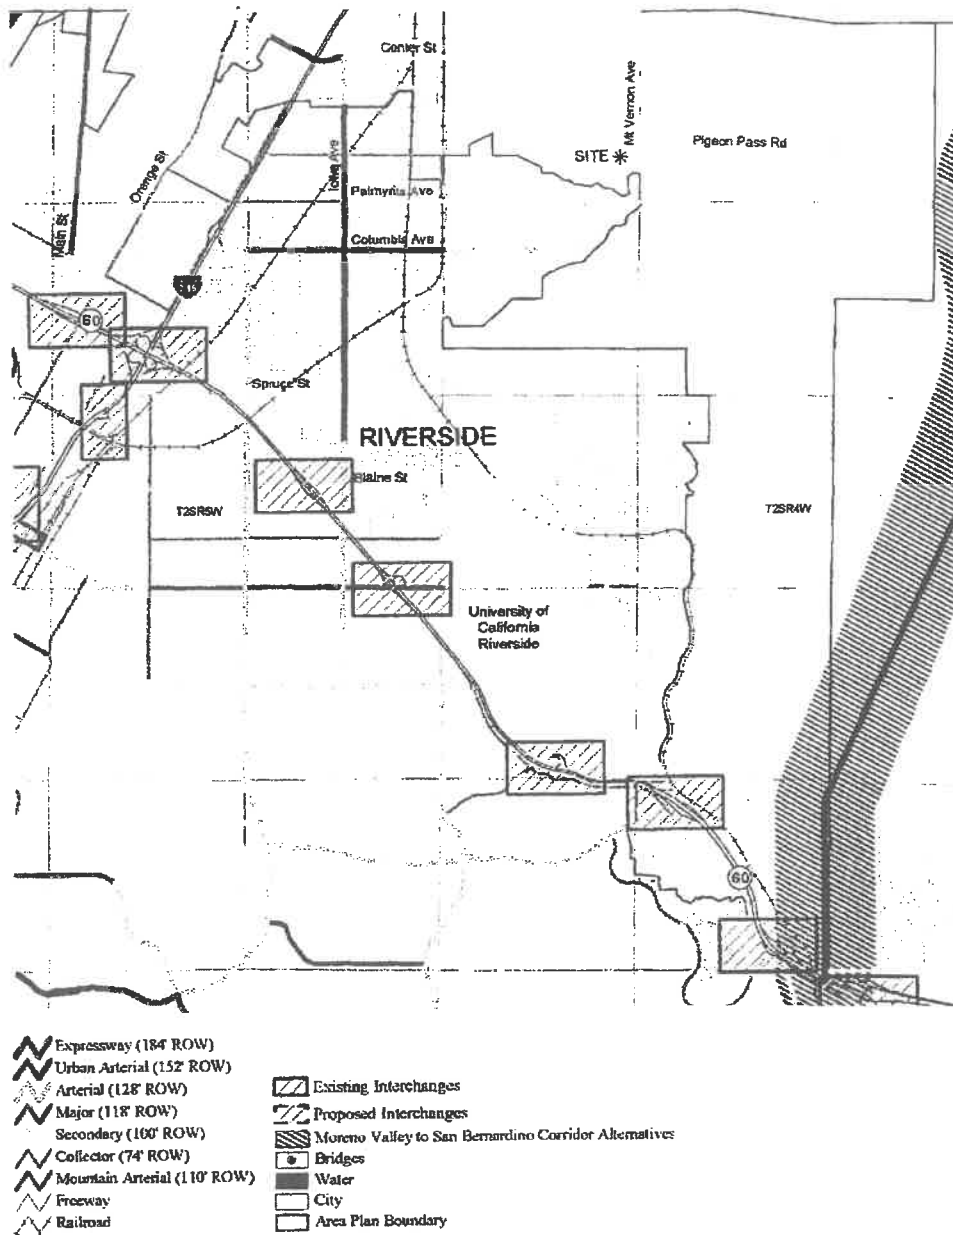 Center St
Mt Vernon Ave
Pigeon Pass Rd
SITE *
Orange St
Iowa Ave
Palmyrita Ave
Main St
Columbia Ave
60
Spruce St
RIVERSIDE
Blaine St
T2SR5W
T2SR4W
University of
California
Riverside
60
Expressway (184' ROW)
Urban Arterial (152' ROW)
Arterial (128' ROW)
Major (118' ROW)
Secondary (100' ROW)
Collector (74' ROW)
Mountain Arterial (110' ROW)
Freeway
Railroad
Existing Interchanges
Proposed Interchanges
Moreno Valley to San Bernardino Corridor Alternatives
Bridges
Water
City
Area Plan Boundary